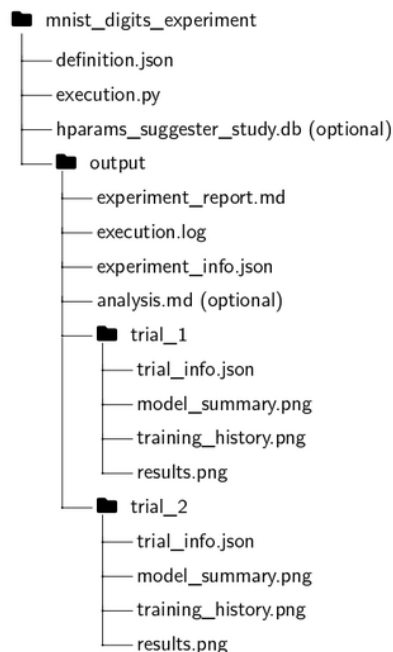 mnist_digits_experiment
definition.json
execution.py
hparams_suggester_study.db (optional)
output
experiment_report.md
execution.log
experiment_info.json
analysis.md (optional)
trial_1
trial_info.json
model_summary.png
training_history.png
results.png
trial_2
trial_info.json
model_summary.png
training_history.png
results.png